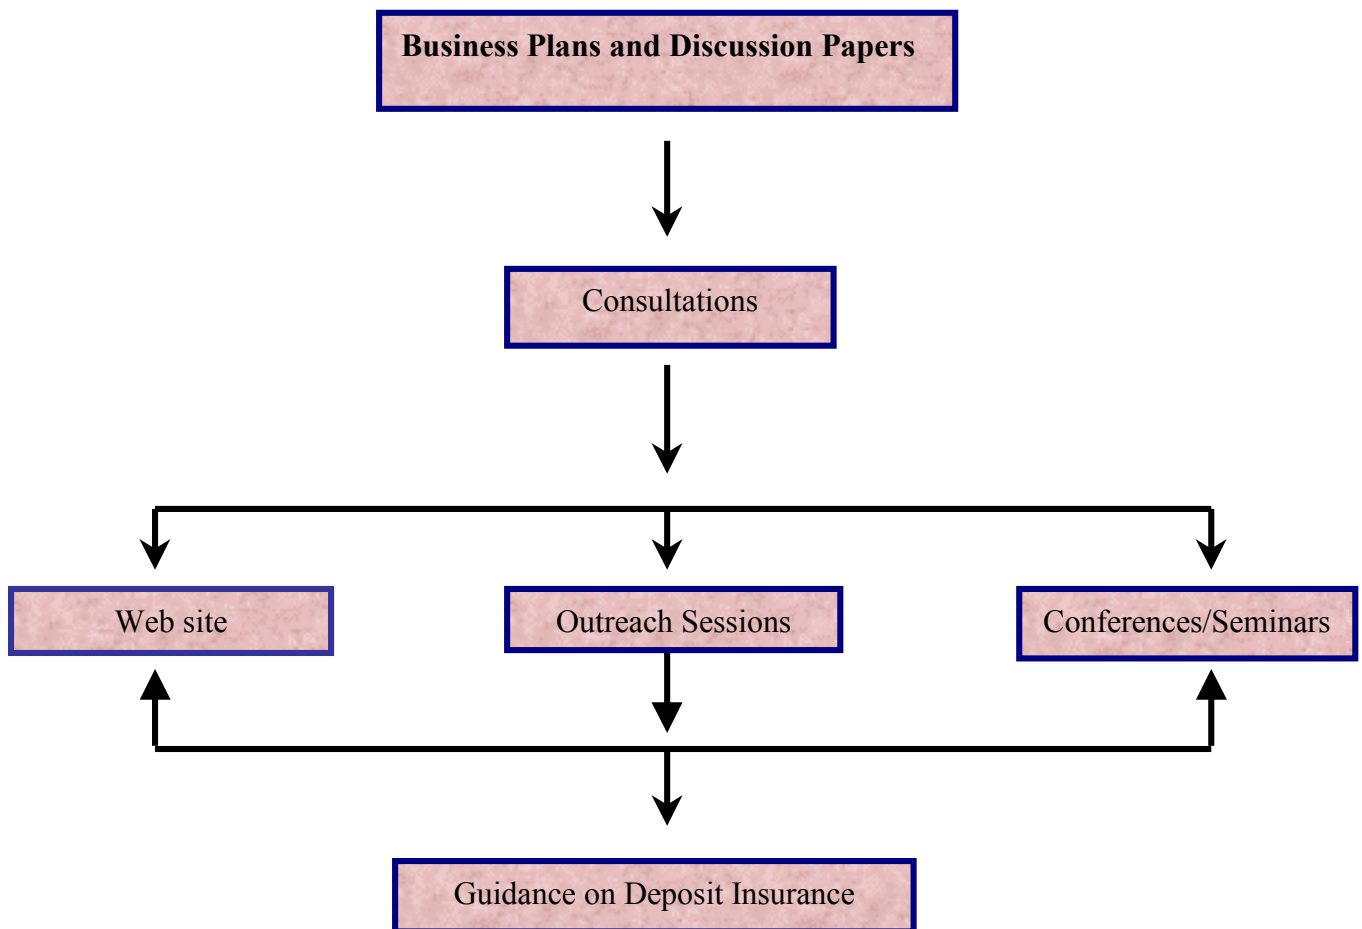 Business Plans and Discussion Papers
Consultations
Web site
Outreach Sessions
Conferences/Seminars
Guidance on Deposit Insurance